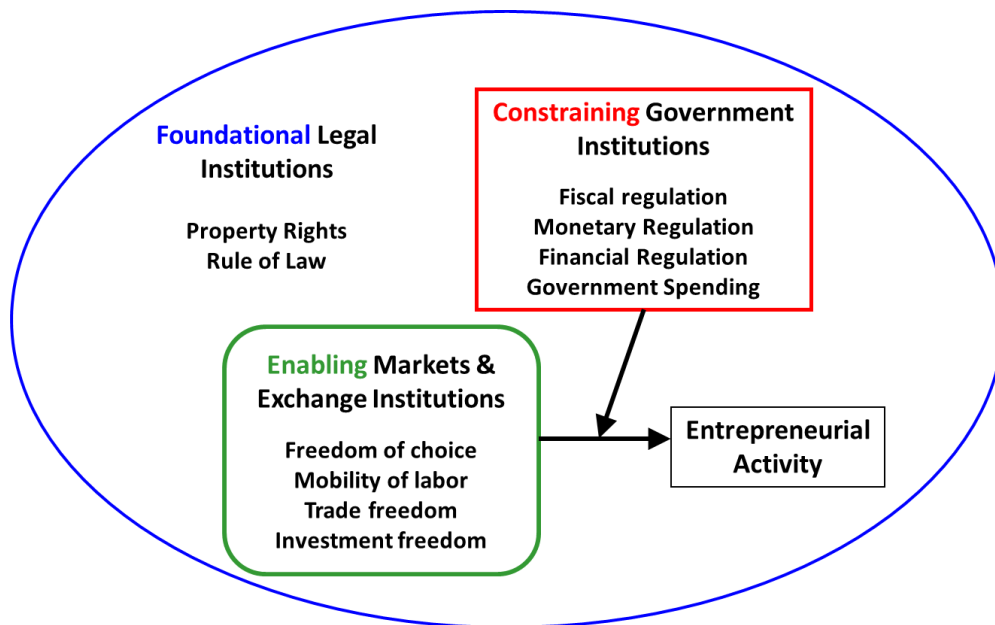 Foundational Legal
Institutions
Property Rights
Rule of Law
Constraining Government
Institutions
Fiscal regulation
Monetary Regulation
Financial Regulation
Government Spending
Enabling Markets &
Exchange Institutions
Freedom of choice
Mobility of labor
Trade freedom
Investment freedom
Entrepreneurial
Activity